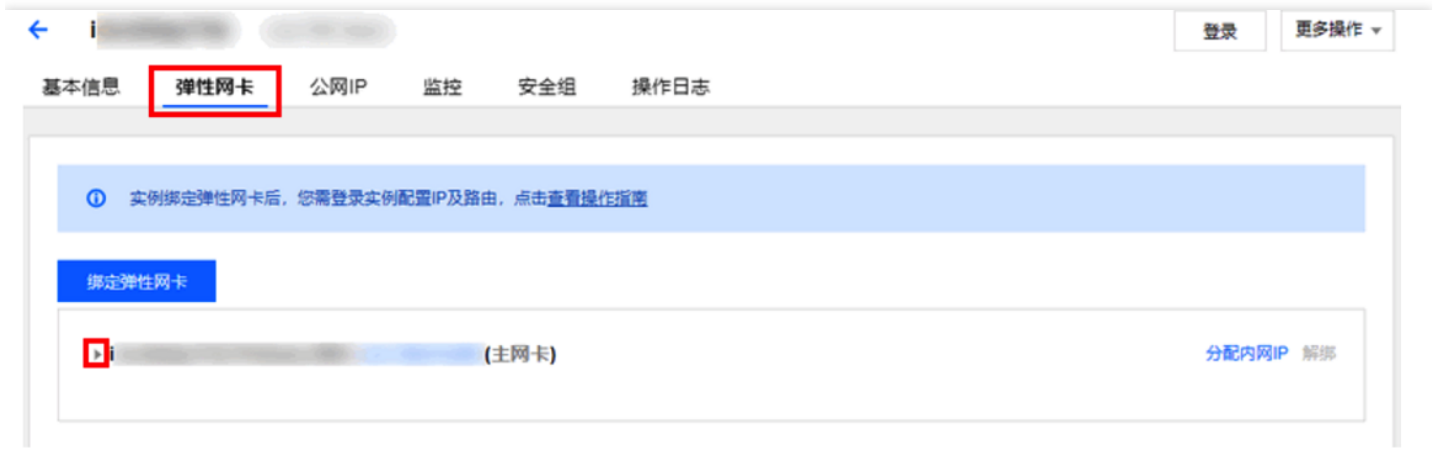 i
登录 更多操作
基本信息 弹性网卡 公网IP 监控 安全组 操作日志
实例绑定弹性网卡后，您需登录实例配置IP及路由，点击查看操作指南
绑定弹性网卡
i (主网卡) 分配内网IP 解绑